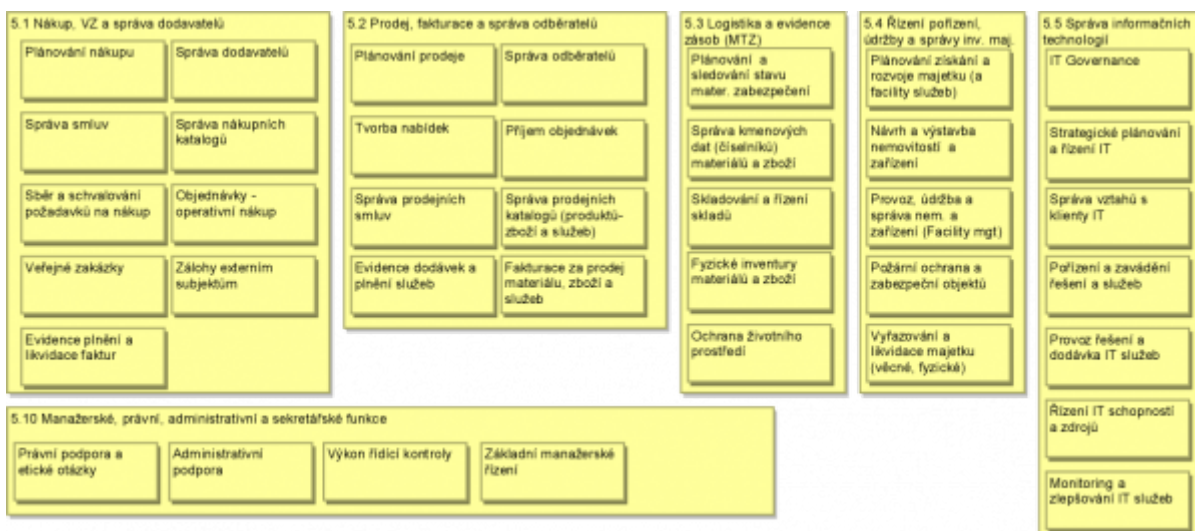 5.1 Nákup, VZ a správa dodavatelů
Plánování nákupu
Správa dodavatelů
Správa smluv
Správa nákupních
katalogů
Sběr a schvalování
požadavků na nákup
Objednávky -
operativní nákup
Veřejné zakázky
Zálohy externím
subjektům
Evidence plnění a
likvidace faktur
5.2 Prodej, fakturace a správa odběratelů
Plánování prodeje
Správa odběratelů
Tvorba nabídek
Příjem objednávek
Správa prodejních
smluv
Správa prodejních
katalogů (produktů-
zboží a služeb)
Evidence dodávek a
plnění služeb
Fakturace za prodej
materiálu, zboží a
služeb
5.3 Logistika a evidence
zásob (MTZ)
Plánování a
sledování stavu
mater. zabezpečení
Správa kmenových
dat (číselníků)
materiálů a zboží
Skladování a řízení
skladů
Fyzické inventury
materiálů a zboží
Ochrana životního
prostředí
5.4 Řízení pořízení,
údržby a správy inv. maj.
Plánování získání a
rozvoje majetku (a
facility služeb)
Návrh a výstavba
nemovitostí a
zařízení
Provoz, údržba a
správa nem. a
zařízení (Facility mgt)
Požární ochrana a
zabezpeční objektů
Vyřazování a
likvidace majetku
(věcné, fyzické)
5.5 Správa informačních
technologií
IT Governance
Strategické plánování
a řízení IT
Správa vztahů s
klienty IT
Pořízení a zavádění
řešení a služeb
Provoz řešení a
dodávka IT služeb
Řízení IT schopností
a zdrojů
Monitoring a
zlepšování IT služeb
5.10 Manažerské, právní, administrativní a sekretářské funkce
Právní podpora a
etické otázky
Administrativní
podpora
Výkon řídící kontroly
Základní manažerské
řízení